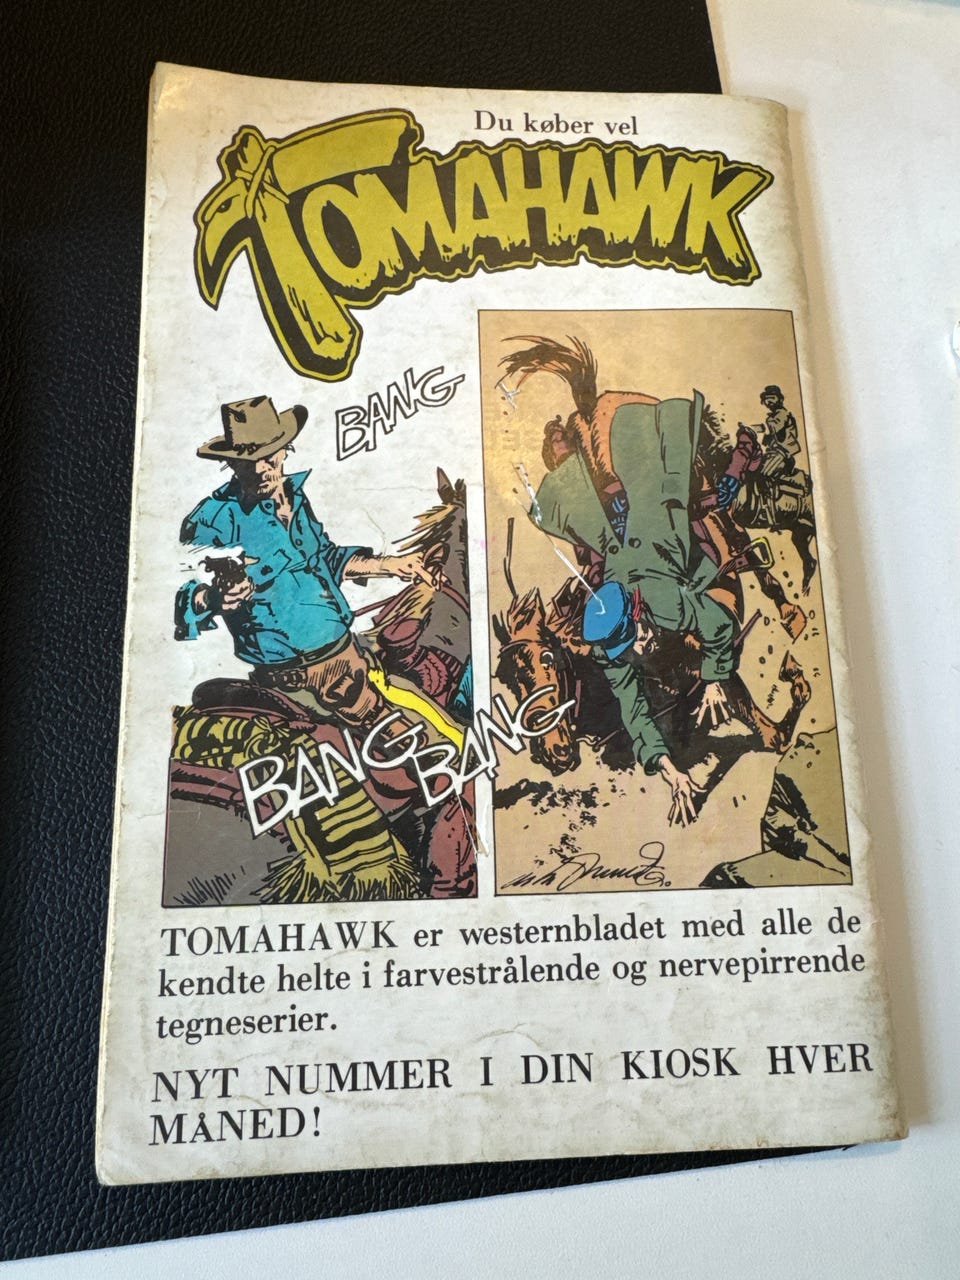 Du køber vel
TOMAHAWK
BANG
BANG
BANG
TOMAHAWK er westernbladet med alle de
kendte helte i farvestrålende og nervepirrende
tegneserier.
NYT NUMMER I DIN KIOSK HVER
MÅNED!